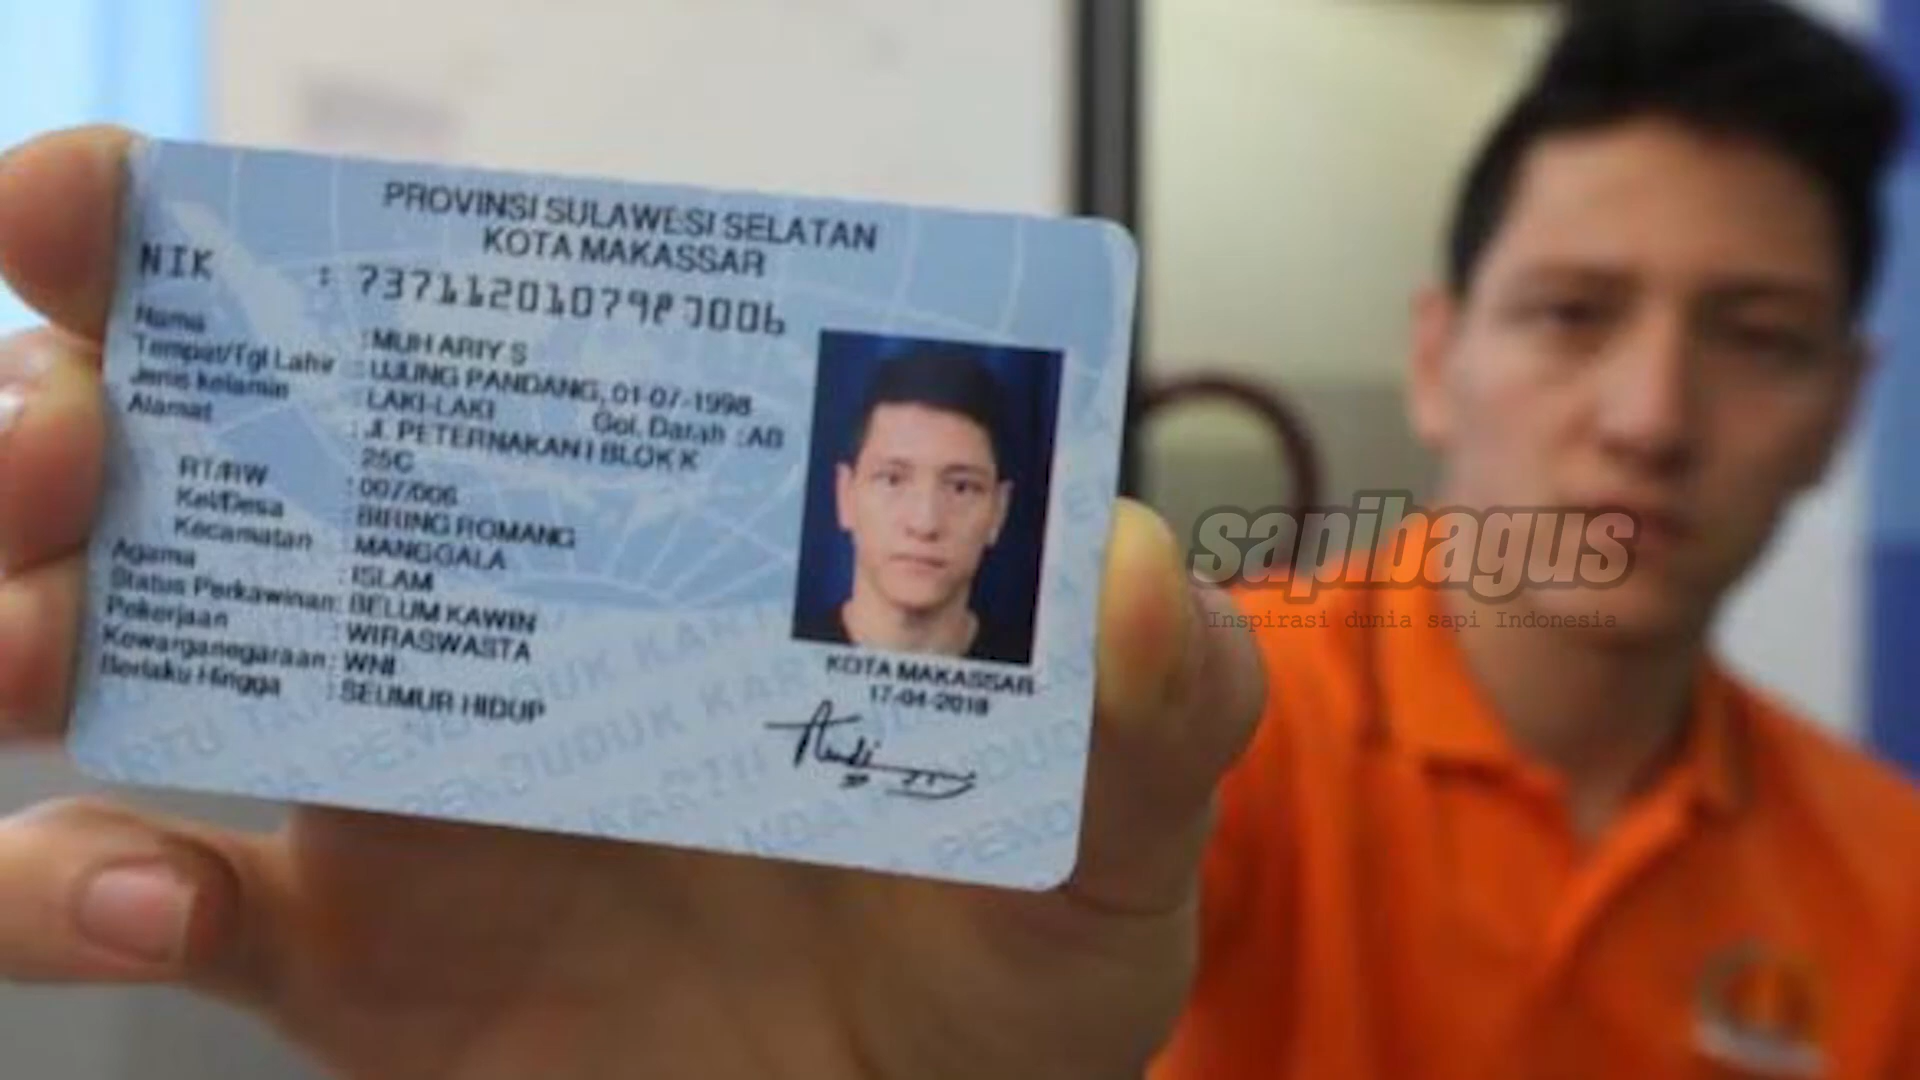 PROVINSI SULAWESI SELATAN
KOTA MAKASSAR
NIK :
Nama : MUH ARIY S
Tempat/Tgl Lahir : UJUNG PANDANG, 01-07-1998
Jenis kelamin : LAKI-LAKI Gol. Darah : AB
Alamat : JL PETERNAKAN I BLOK K
25C
RT/RW : 007/006
Kel/Desa : BIRING ROMANG
Kecamatan : MANGGALA
Agama : ISLAM
Status Perkawinan: BELUM KAWIN
Pekerjaan : WIRASWASTA
Kewarganegaraan: WNI
Berlaku Hingga : SEUMUR HIDUP
KOTA MAKASSAR
17-04-2018
sapibagus
Inspirasi dunia sapi Indonesia